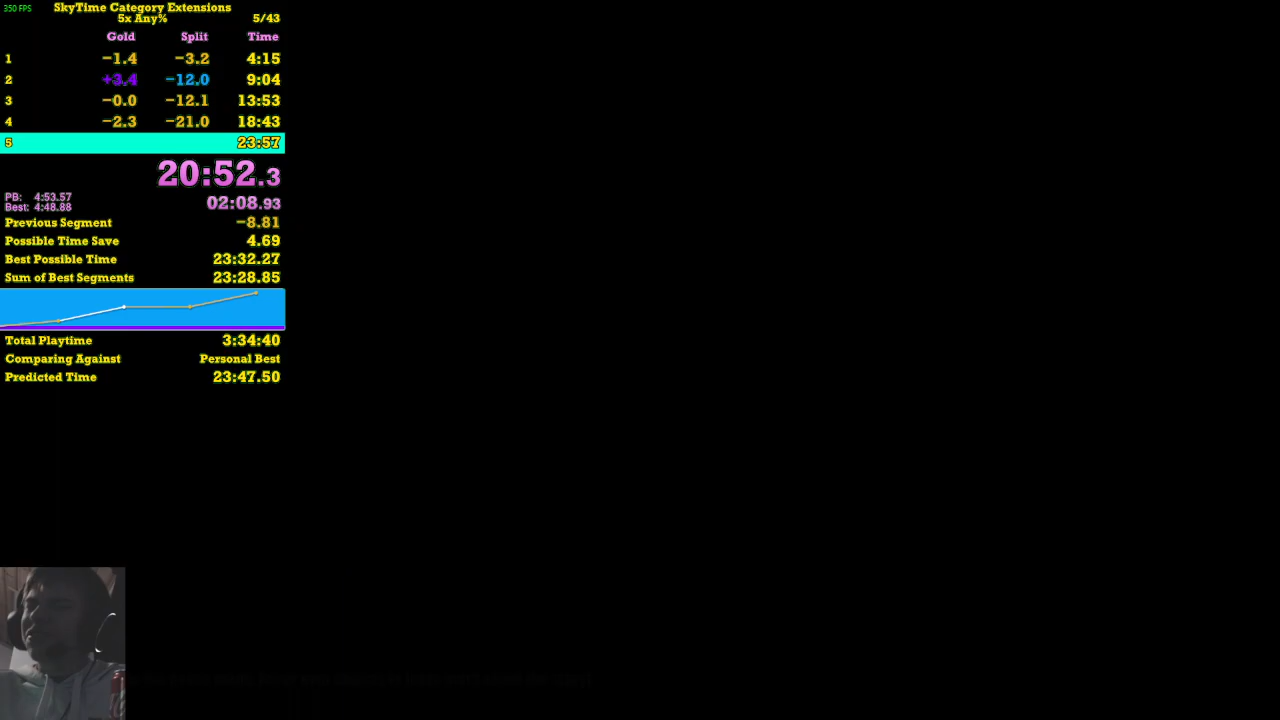 350 FPS
SkyTime Category Extensions
5x Any% 5/43
Gold Split Time
1 −1.4 −3.2 4:15
2 +3.4 −12.0 9:04
3 −0.0 −12.1 13:53
4 −2.3 −21.0 18:43
5 23:57
20:52.3
PB: 4:53.57
Best: 4:48.88
02:08.93
Previous Segment −8.81
Possible Time Save 4.69
Best Possible Time 23:32.27
Sum of Best Segments 23:28.85
Total Playtime 3:34:40
Comparing Against Personal Best
Predicted Time 23:47.50